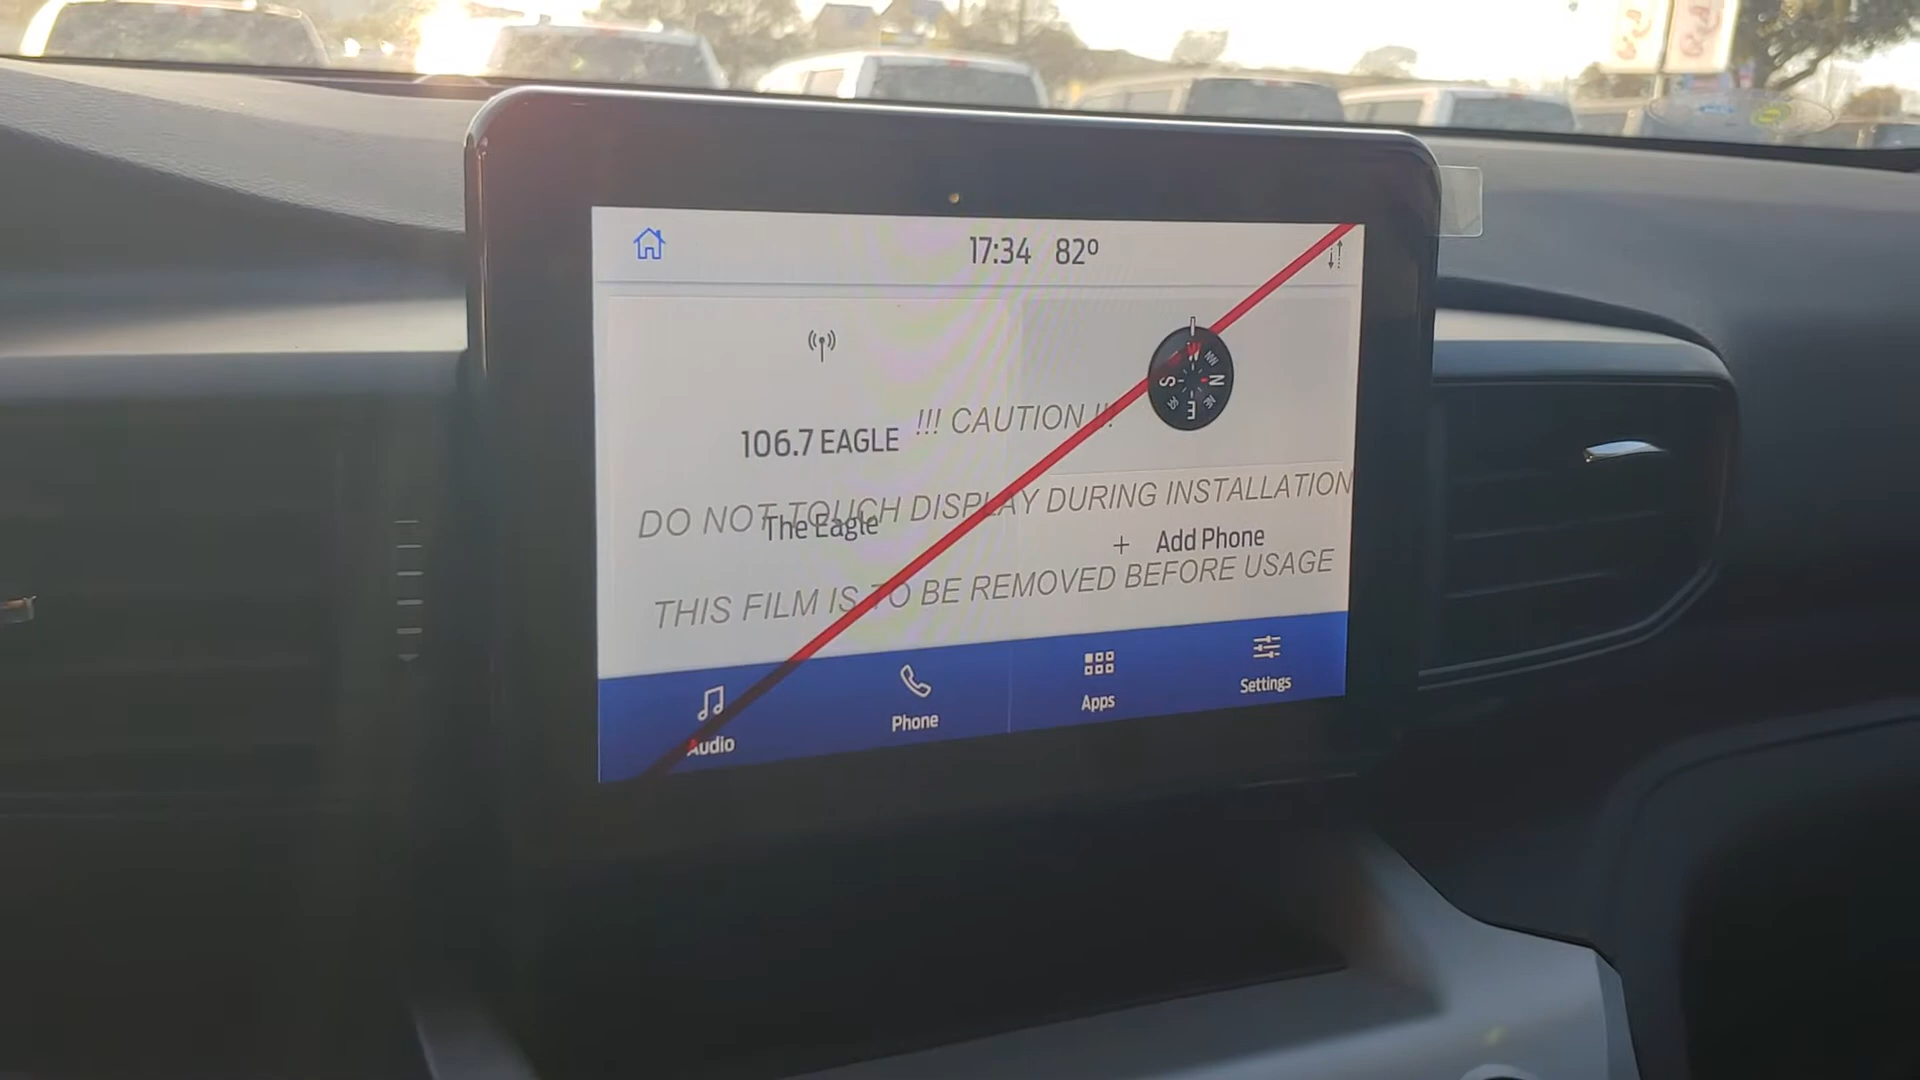 17:34 82°
106.7 EAGLE
!!! CAUTION !!!
DO NOT TOUCH DISPLAY DURING INSTALLATION
The Eagle
+ Add Phone
THIS FILM IS TO BE REMOVED BEFORE USAGE
W
NW
S
N
E
Audio
Phone
Apps
Settings